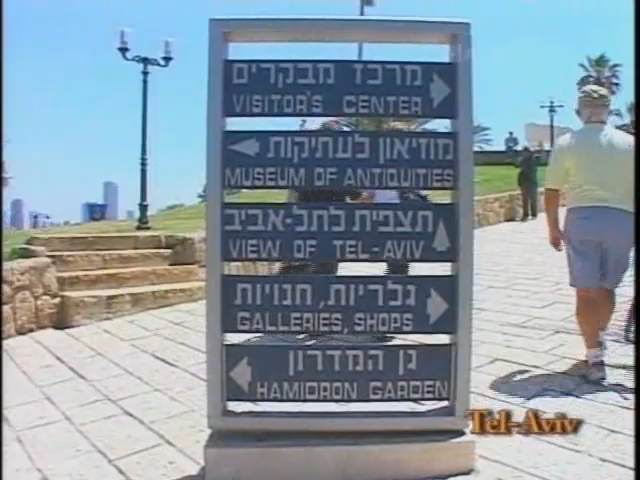 מרכז מבקרים
VISITOR'S CENTER
מוזיאון לעתיקות
MUSEUM OF ANTIQUITIES
תצפית לתל-אביב
VIEW OF TEL-AVIV
גלריות, חנויות
GALLERIES, SHOPS
גן המדרון
HAMIDRON GARDEN
Tel-Aviv